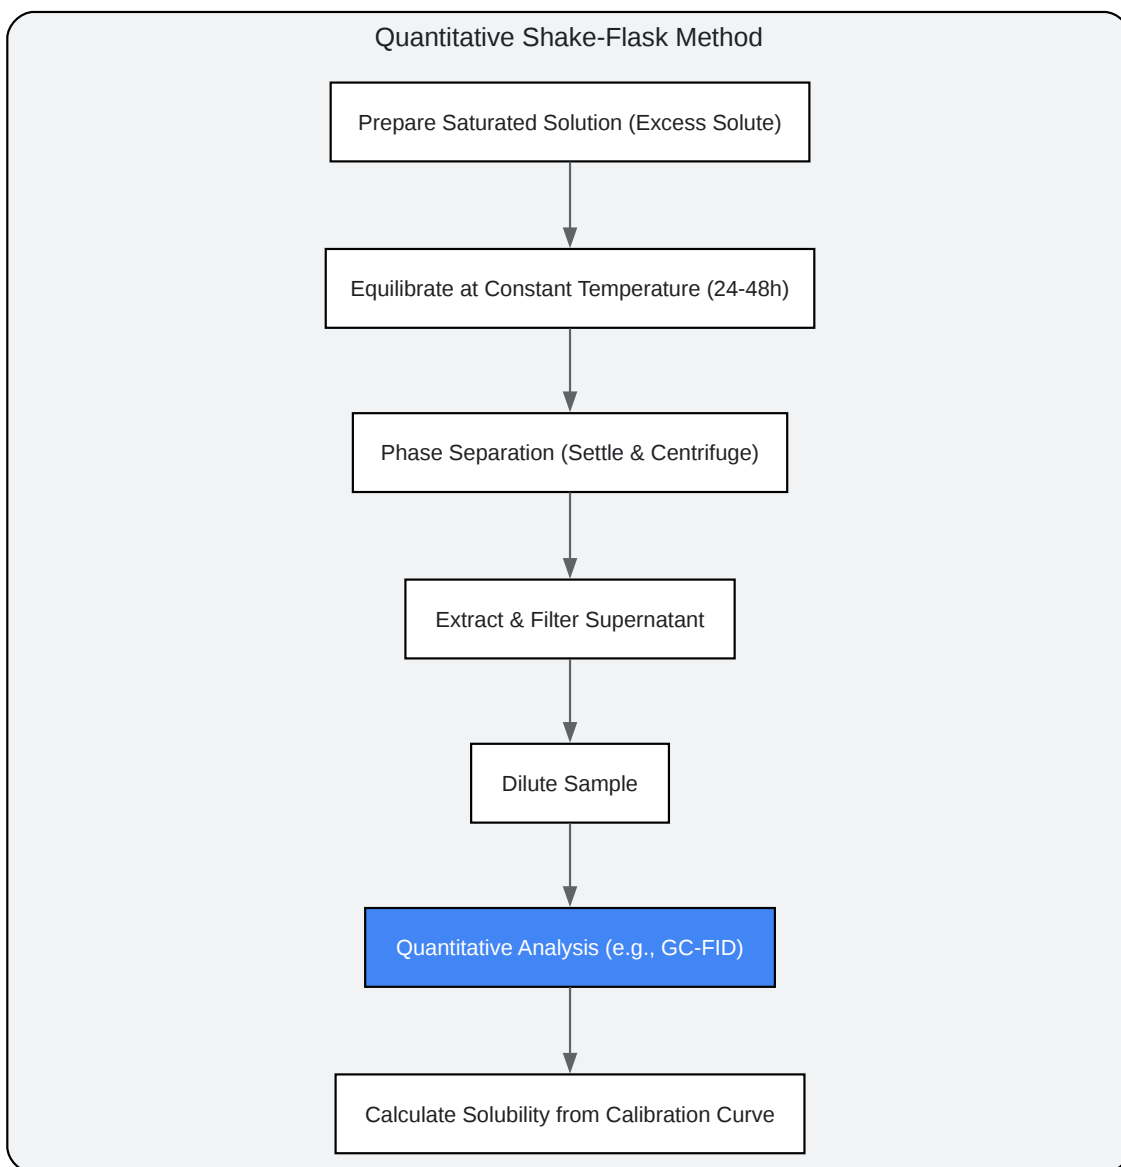 Quantitative Shake-Flask Method
Prepare Saturated Solution (Excess Solute)
Equilibrate at Constant Temperature (24-48h)
Phase Separation (Settle & Centrifuge)
Extract & Filter Supernatant
Dilute Sample
Quantitative Analysis (e.g., GC-FID)
Calculate Solubility from Calibration Curve